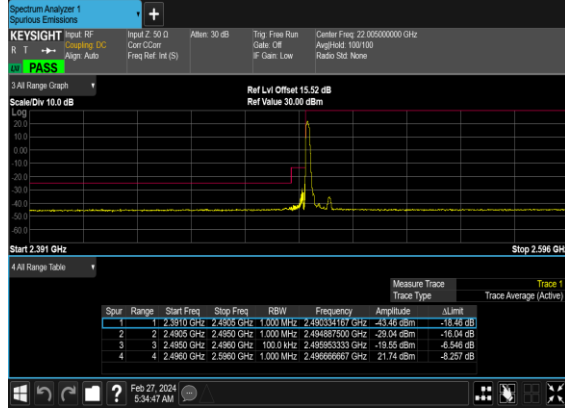 Spectrum Analyzer 1
Spurious Emissions
+
KEYSIGHT Input: RF Input Z: 50 Ω Atten: 30 dB Trig: Free Run Center Freq: 22.005000000 GHz
R T Coupling: DC Corr CCorr Gate: Off Avg|Hold: 100/100
Align: Auto Freq Ref: Int (S) IF Gain: Low Radio Std: None
PASS
3 All Range Graph
Ref Lvl Offset 15.52 dB
Scale/Div 10.0 dB Ref Value 30.00 dBm
Log
20.0
10.0
0.00
-10.0
-20.0
-30.0
-40.0
-50.0
-60.0
Start 2.391 GHz Stop 2.596 GH
4 All Range Table
Measure Trace Trace 1
Trace Type Trace Average (Active)
Spur Range Start Freq Stop Freq RBW Frequency Amplitude ΔLimit
1 1 2.3910 GHz 2.4905 GHz 1.000 MHz 2.490334167 GHz -43.46 dBm -18.46 dB
2 2 2.4905 GHz 2.4950 GHz 1.000 MHz 2.494887500 GHz -29.04 dBm -16.04 dB
3 3 2.4950 GHz 2.4960 GHz 100.0 kHz 2.495953333 GHz -19.55 dBm -6.546 dB
4 4 2.4960 GHz 2.5960 GHz 1.000 MHz 2.496666667 GHz 21.74 dBm -8.257 dB
? Feb 27, 2024
5:34:47 AM